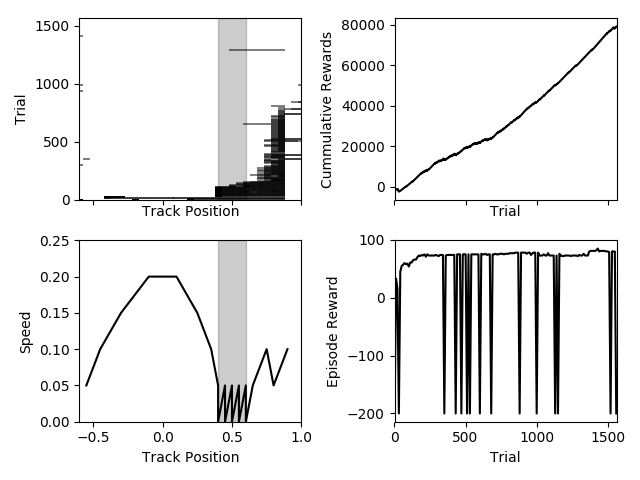 1500
1000
500
0
Trial
Track Position
80000
60000
40000
20000
0
Cummulative Rewards
Trial
0.25
0.20
0.15
0.10
0.05
0.00
Speed
−0.5 0.0 0.5 1.0
Track Position
100
0
−100
−200
Episode Reward
0 500 1000 1500
Trial